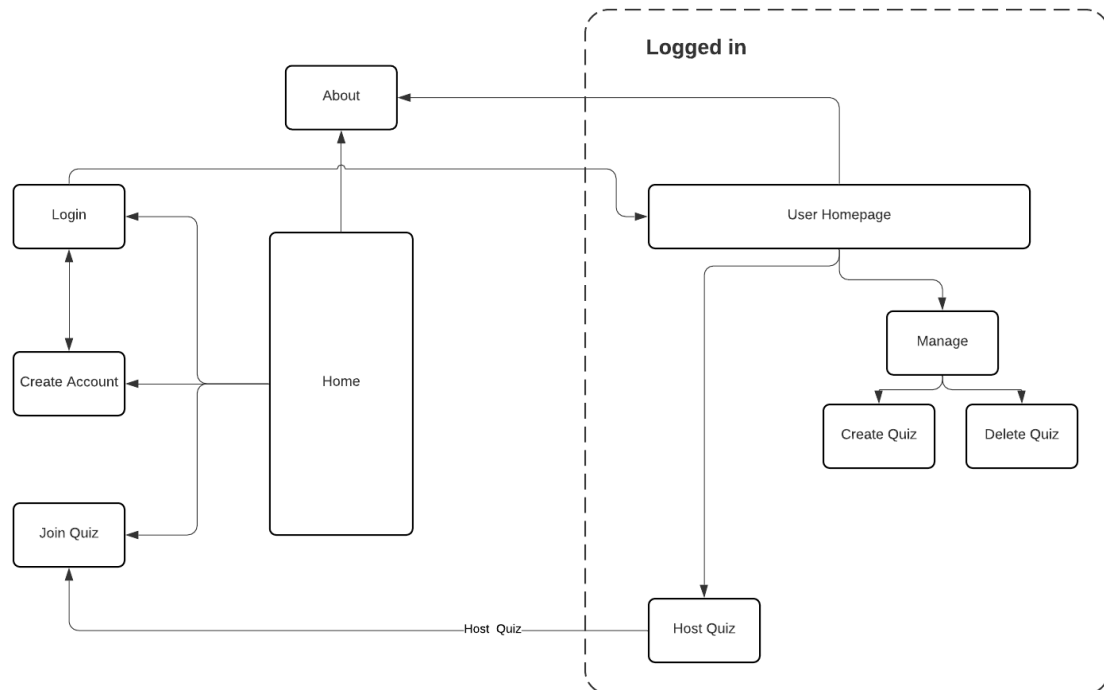 Logged in
About
Login
User Homepage
Manage
Create Account
Home
Create Quiz
Delete Quiz
Join Quiz
Host Quiz
Host Quiz